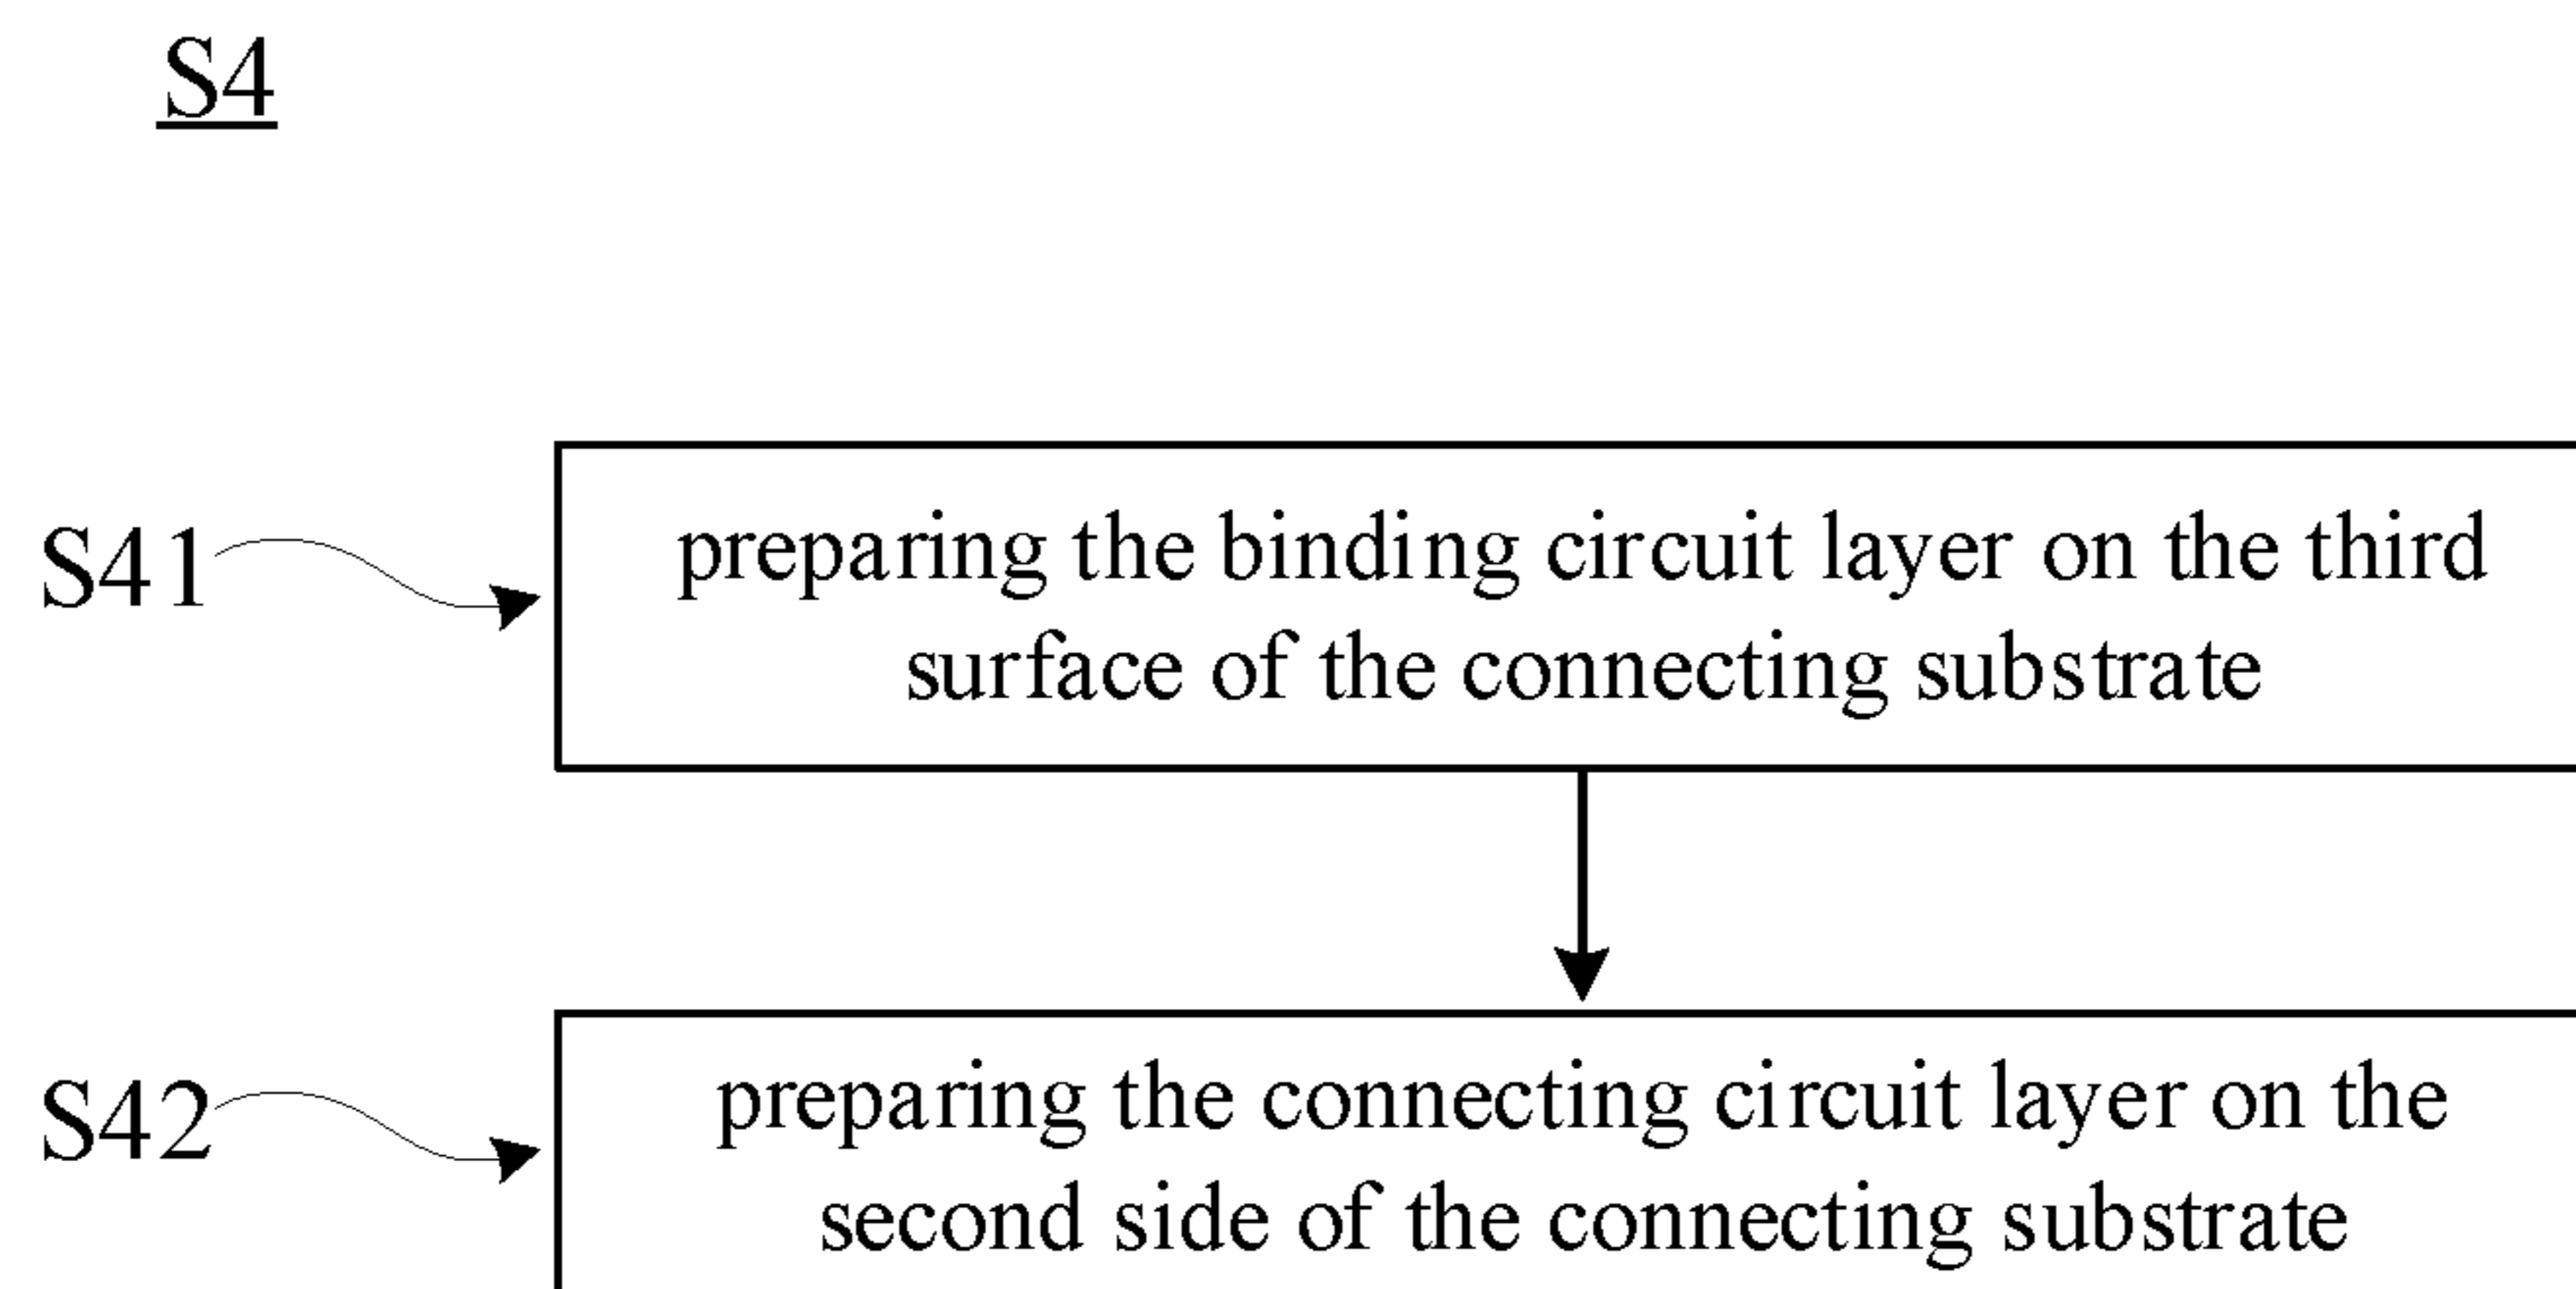 S4
S41
preparing the binding circuit layer on the third
surface of the connecting substrate
S42
preparing the connecting circuit layer on the
second side of the connecting substrate